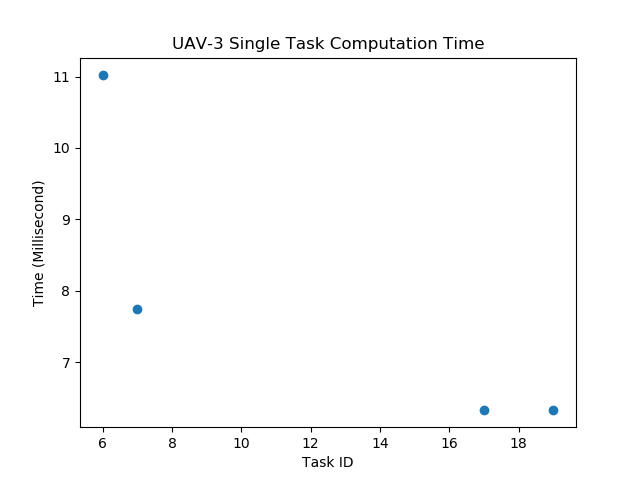 UAV-3 Single Task Computation Time
11
10
9
8
7
Time (Millisecond)
6 8 10 12 14 16 18
Task ID